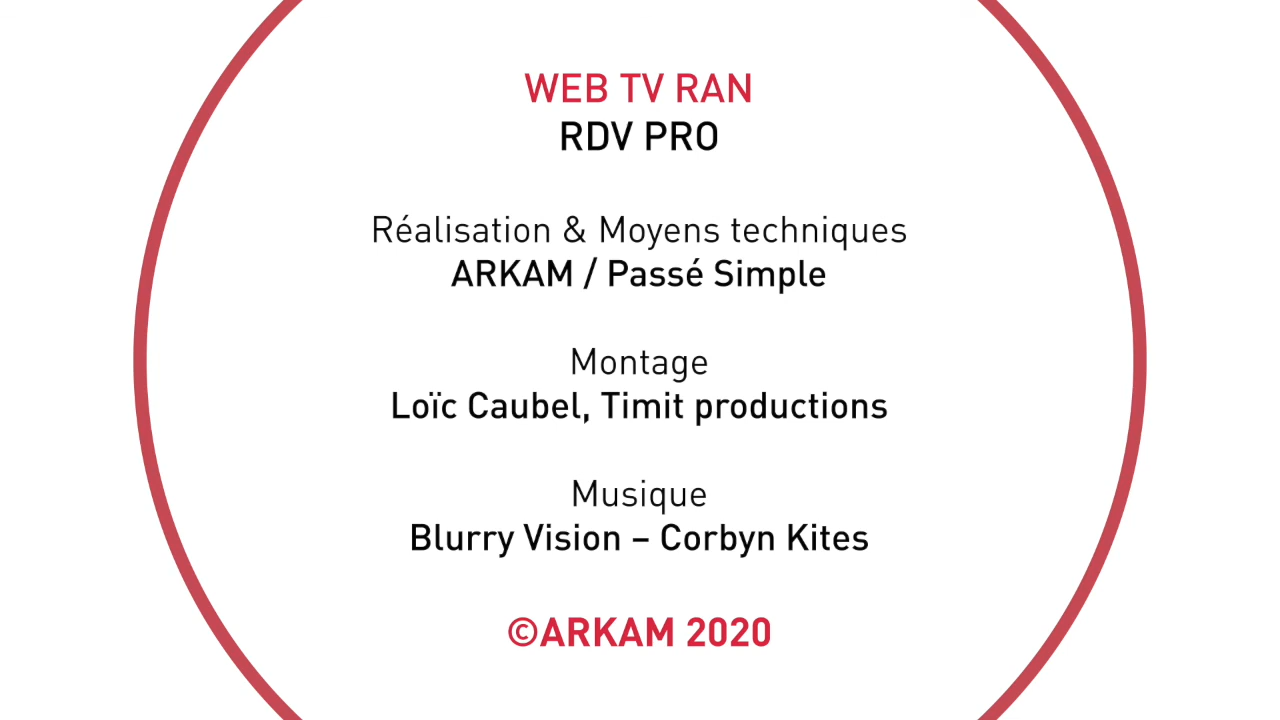 WEB TV RAN
RDV PRO
Réalisation & Moyens techniques
ARKAM / Passé Simple
Montage
Loïc Caubel, Timit productions
Musique
Blurry Vision – Corbyn Kites
©ARKAM 2020